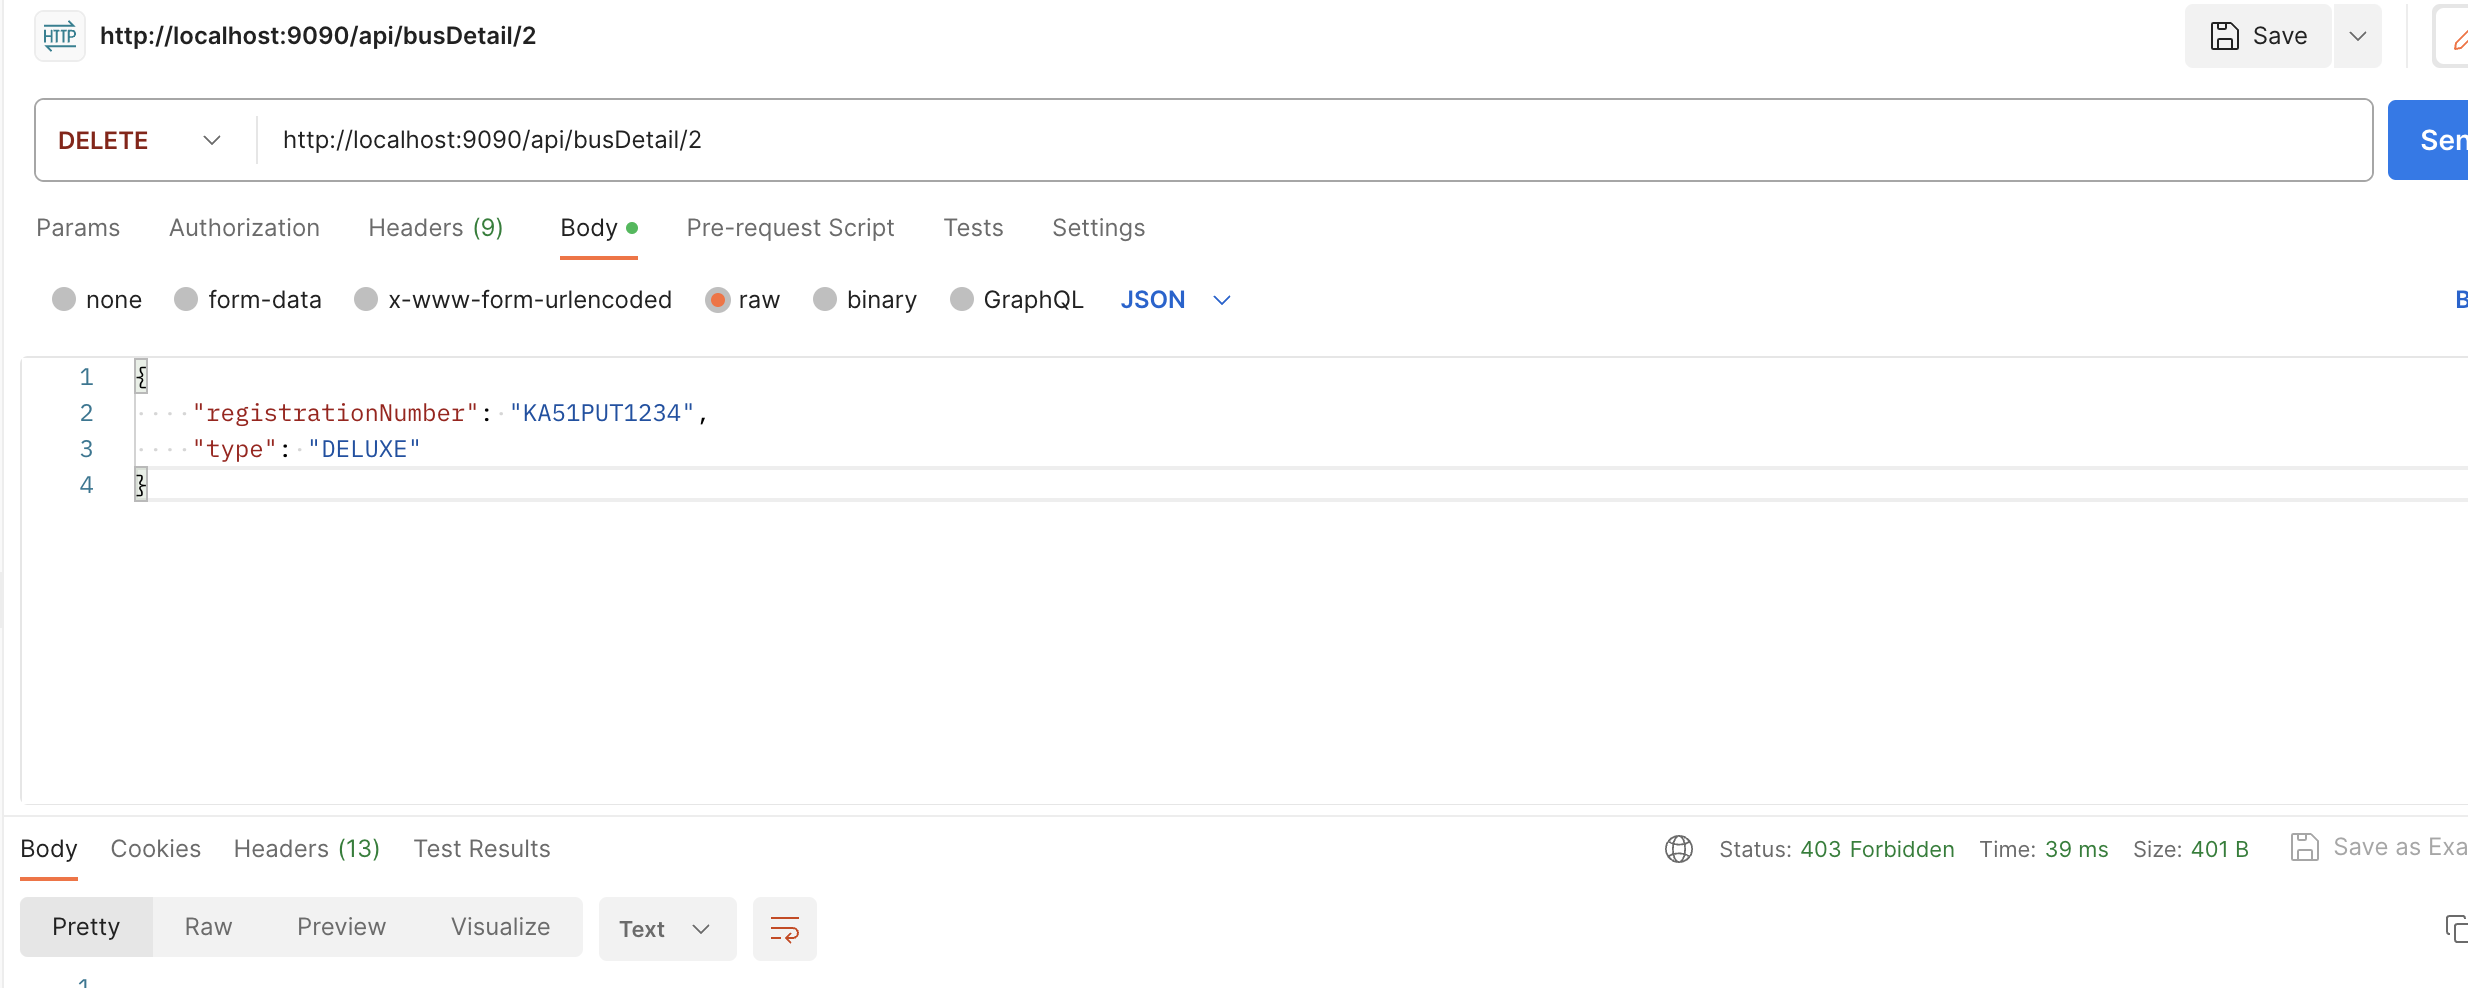 HTTP http://localhost:9090/api/busDetail/2 Save
DELETE http://localhost:9090/api/busDetail/2
Params Authorization Headers (9) Body Pre-request Script Tests Settings
none form-data x-www-form-urlencoded raw binary GraphQL JSON
1 {
2 "registrationNumber": "KA51PUT1234",
3 "type": "DELUXE"
4 }
Body Cookies Headers (13) Test Results Status: 403 Forbidden Time: 39 ms Size: 401 B Save as
Pretty Raw Preview Visualize Text
1